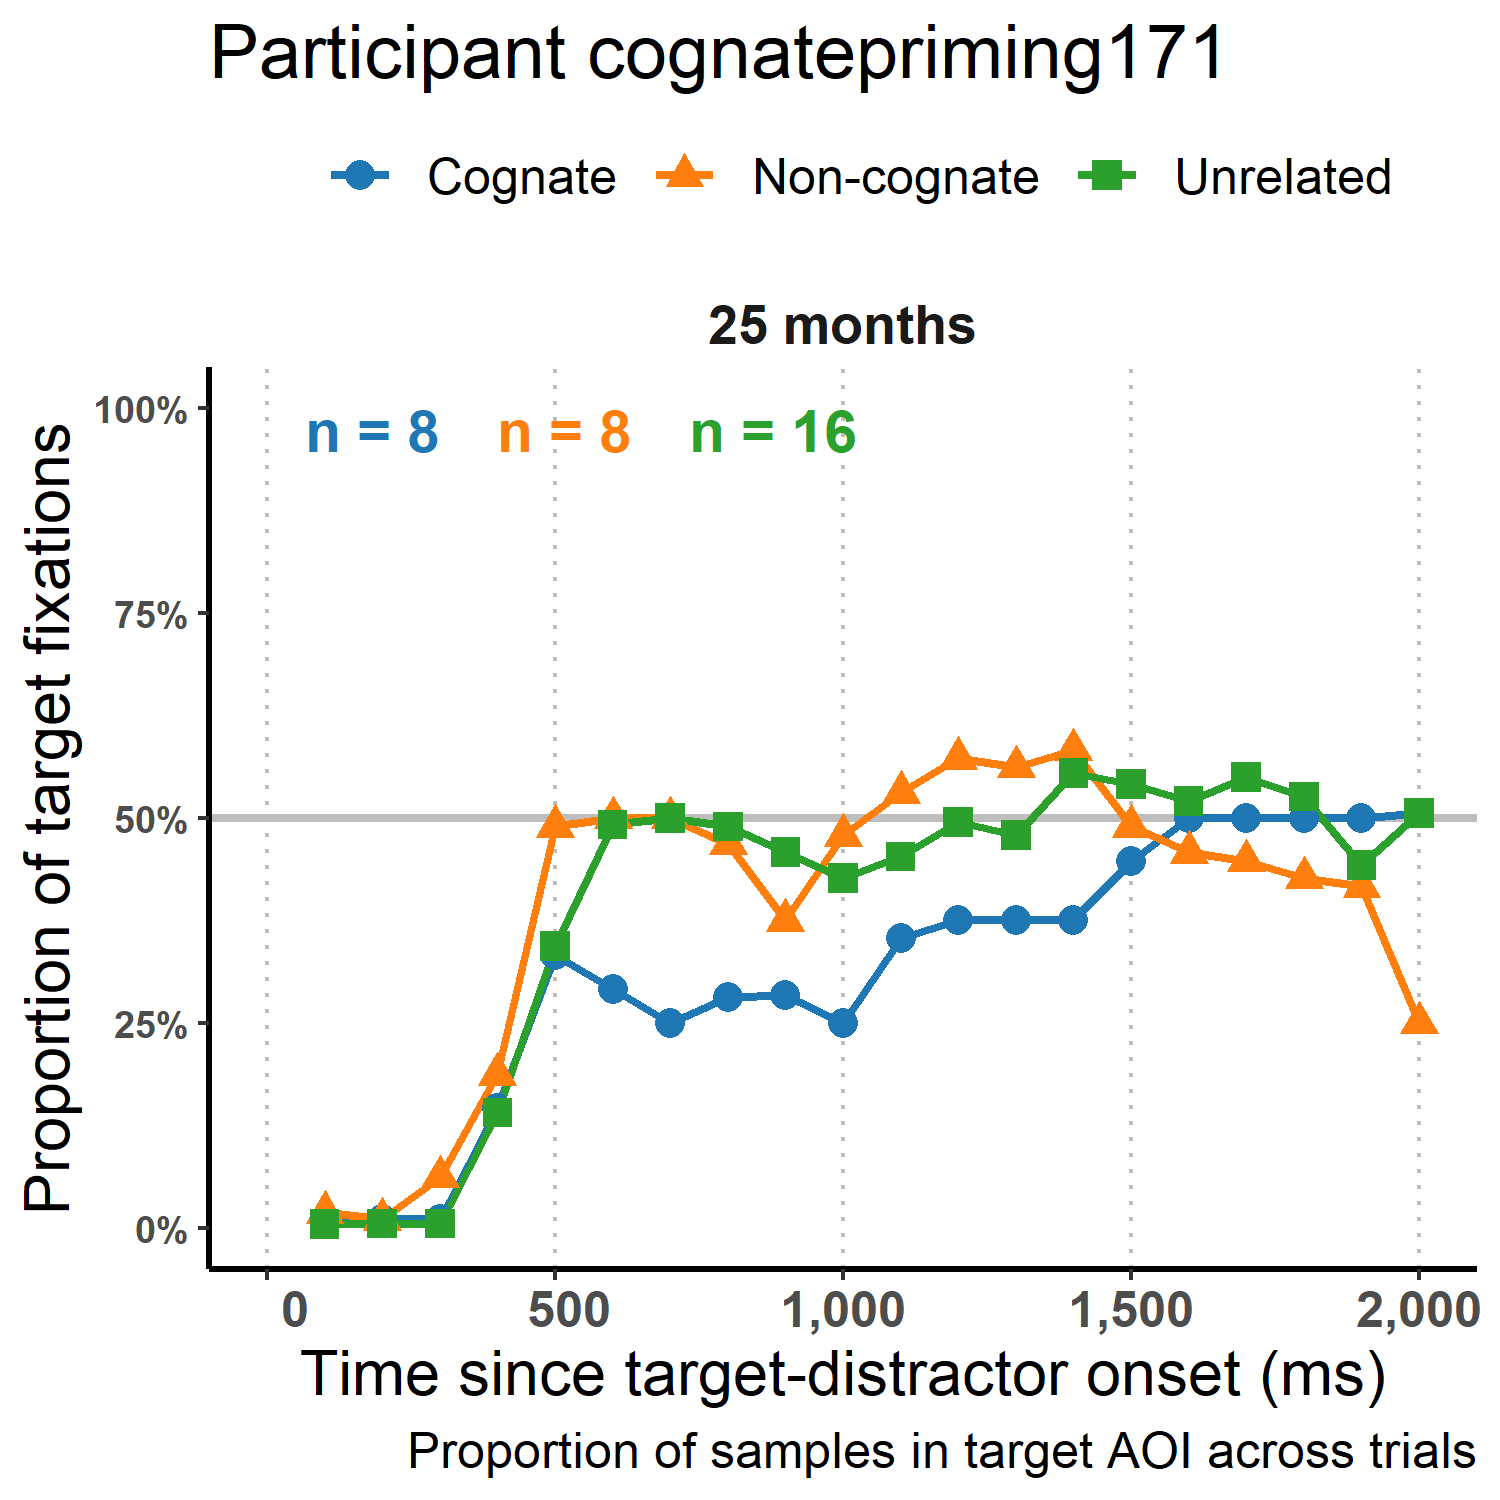 Participant cognatepriming171
Cognate Non-cognate Unrelated
25 months
n = 8 n = 8 n = 16
Proportion of target fixations
100%
75%
50%
25%
0%
0 500 1,000 1,500 2,000
Time since target-distractor onset (ms)
Proportion of samples in target AOI across trials